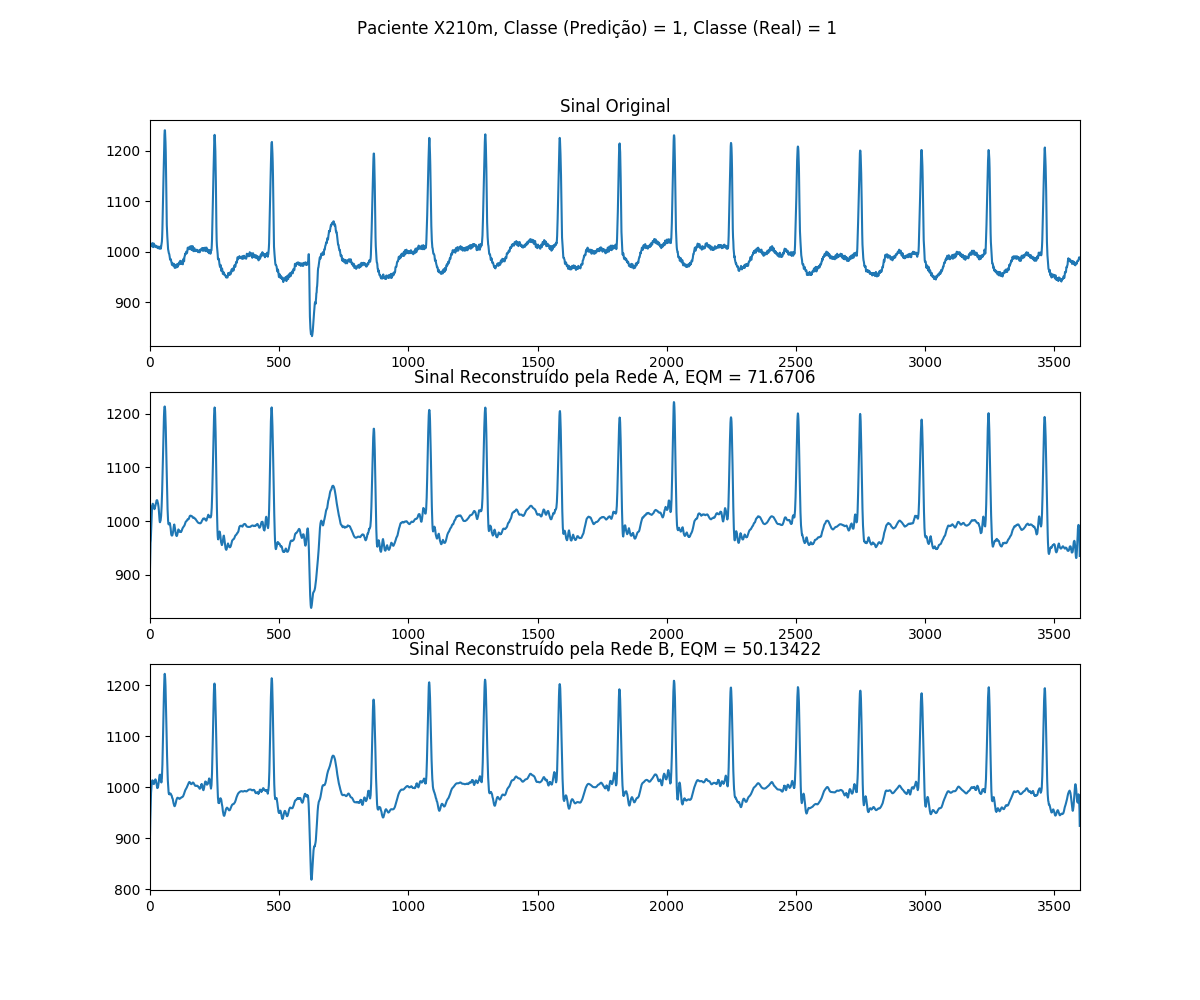 Paciente X210m, Classe (Predição) = 1, Classe (Real) = 1
Sinal Original
1200
1100
1000
900
0 500 1000 1500 2000 2500 3000 3500
Sinal Reconstruído pela Rede A, EQM = 71.6706
1200
1100
1000
900
0 500 1000 1500 2000 2500 3000 3500
Sinal Reconstruído pela Rede B, EQM = 50.13422
1200
1100
1000
900
800
0 500 1000 1500 2000 2500 3000 3500